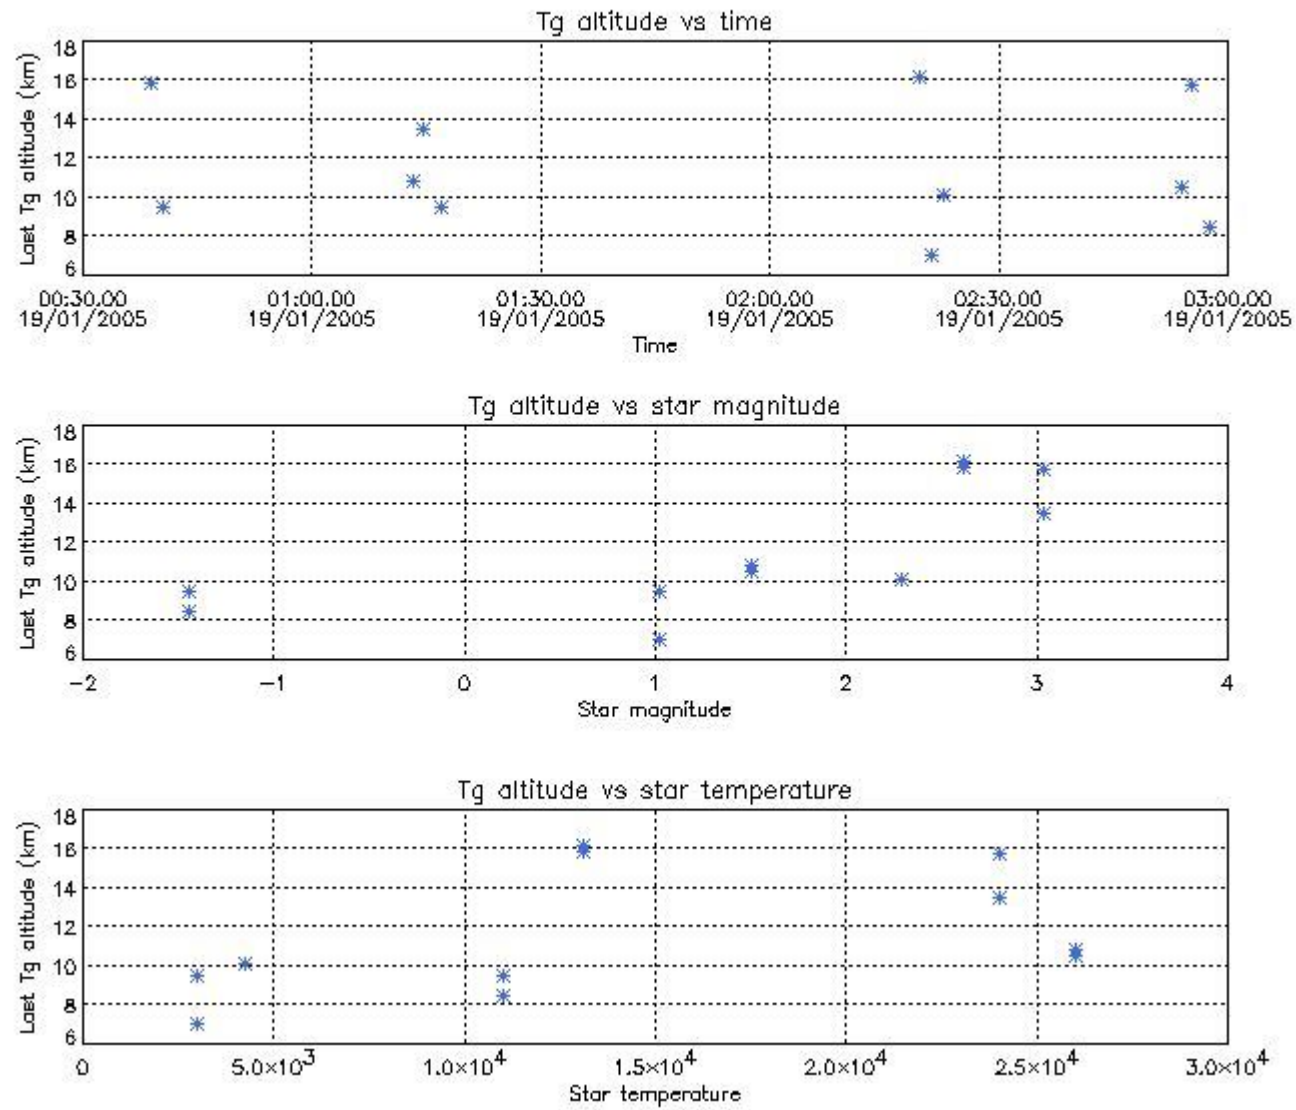 Tg altitude vs time
Last Tg altitude (km)
18
16
14
12
10
8
6
00:30.00 01:00.00 01:30.00 02:00.00 02:30.00 03:00.00
19/01/2005 19/01/2005 19/01/2005 19/01/2005 19/01/2005 19/01/2005
Time
Tg altitude vs star magnitude
Last Tg altitude (km)
18
16
14
12
10
8
6
-2 -1 0 1 2 3 4
Star magnitude
Tg altitude vs star temperature
Last Tg altitude (km)
18
16
14
12
10
8
6
0 5.0×10³ 1.0×10⁴ 1.5×10⁴ 2.0×10⁴ 2.5×10⁴ 3.0×10⁴
Star temperature